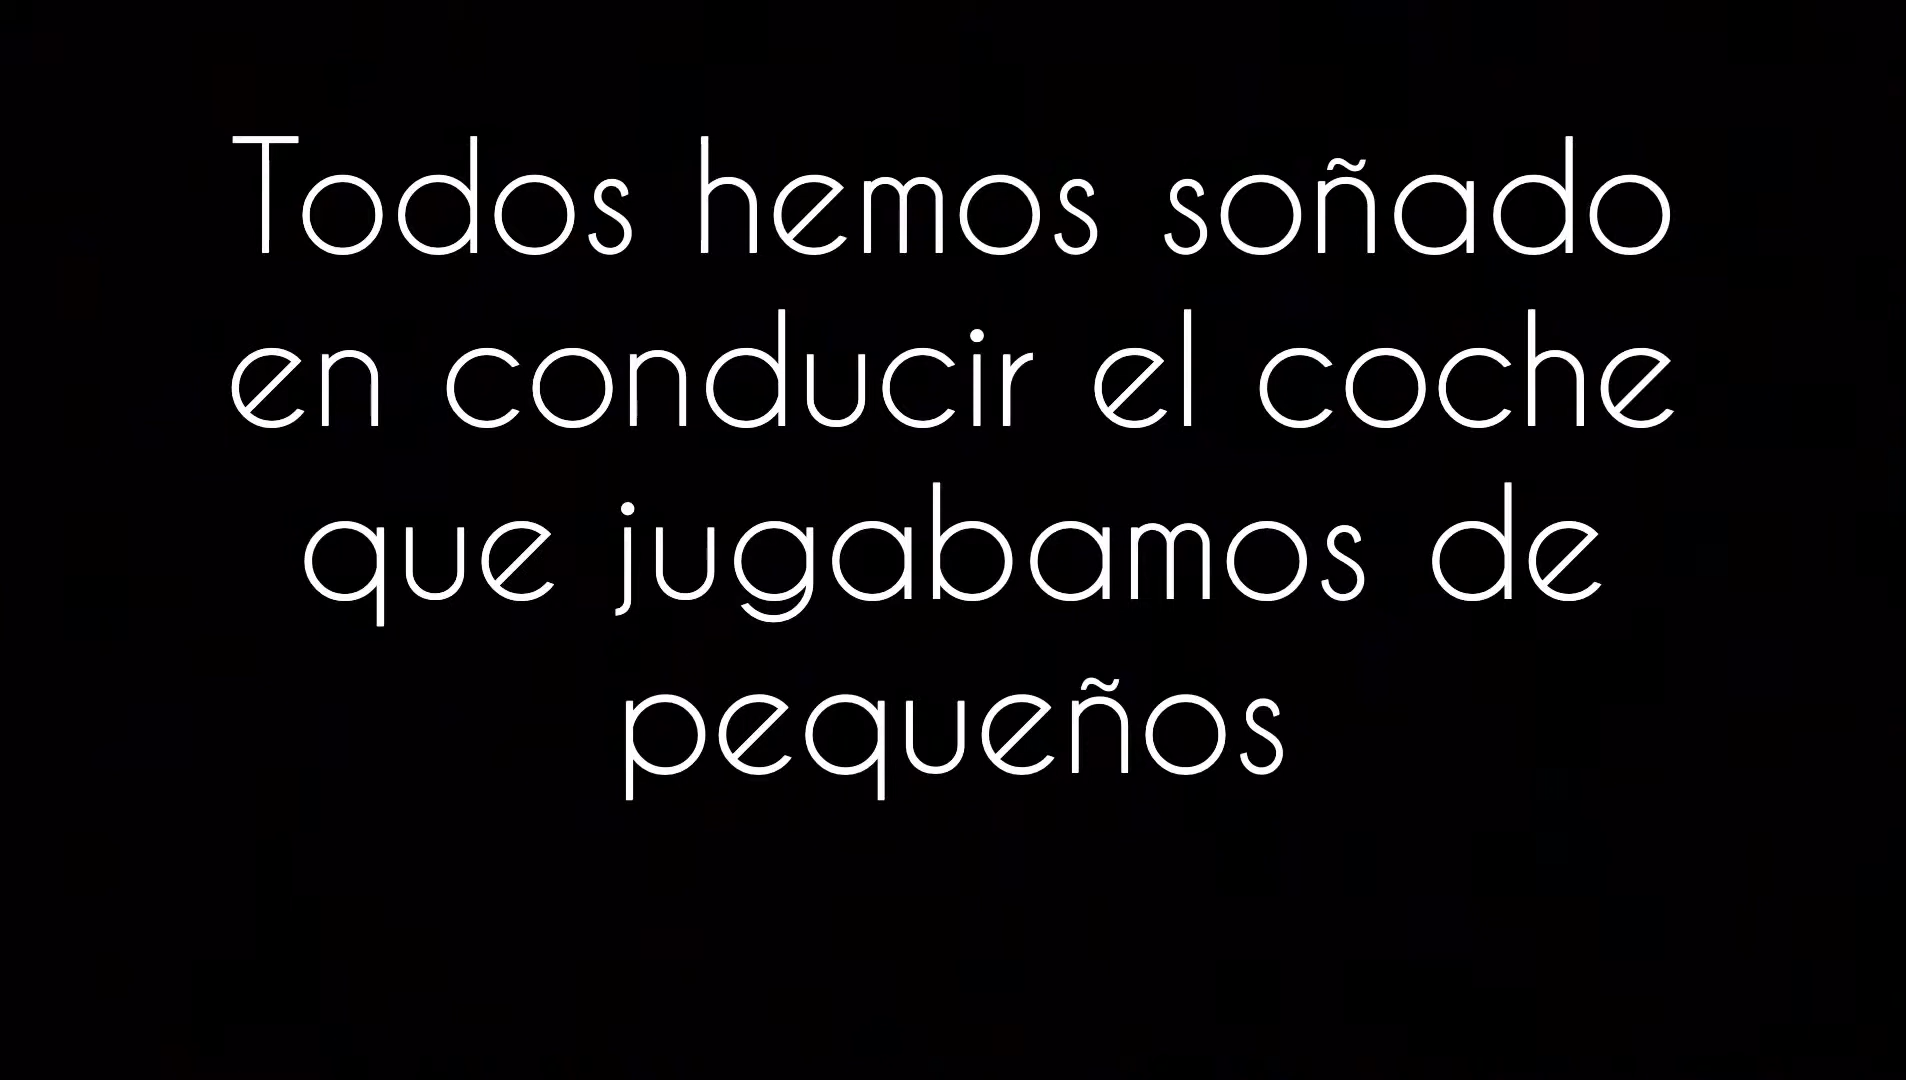 Todos hemos soñado
en conducir el coche
que jugabamos de
pequeños